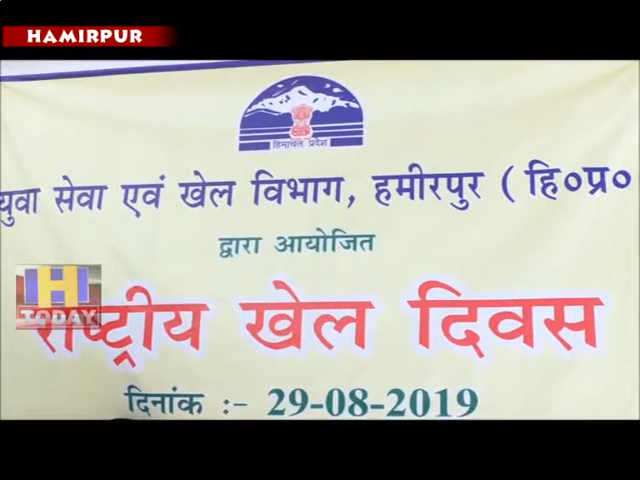 HAMIRPUR
हिमाचल प्रदेश
युवा सेवा एवं खेल विभाग, हमीरपुर ( हि०प्र०
द्वारा आयोजित
H
TODAY
राष्ट्रीय खेल दिवस
दिनांक :- 29-08-2019